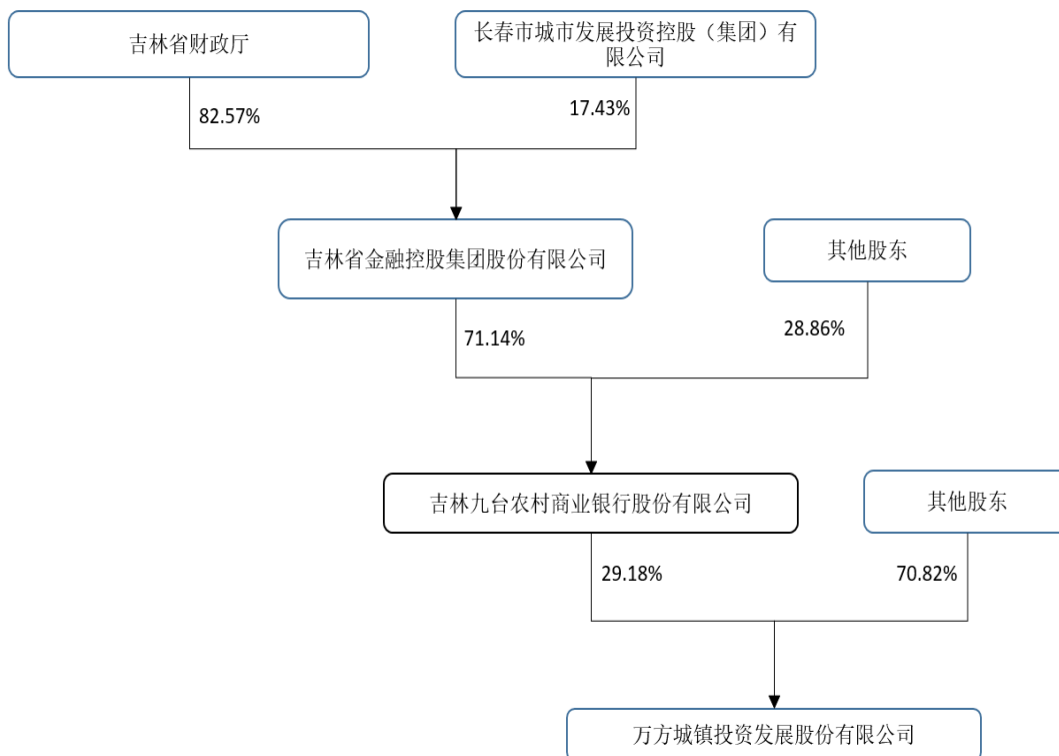 吉林省财政厅
长春市城市发展投资控股（集团）有
限公司
82.57%
17.43%
吉林省金融控股集团股份有限公司
其他股东
71.14%
28.86%
吉林九台农村商业银行股份有限公司
其他股东
29.18%
70.82%
万方城镇投资发展股份有限公司